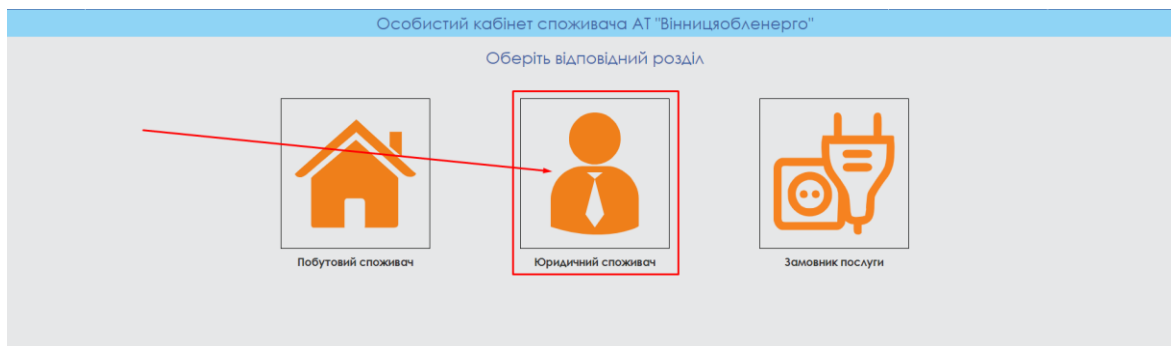 Особистий кабінет споживача АТ "Вінницяобленерго"
Оберіть відповідний розділ
Побутовий споживач
Юридичний споживач
Замовник послуги